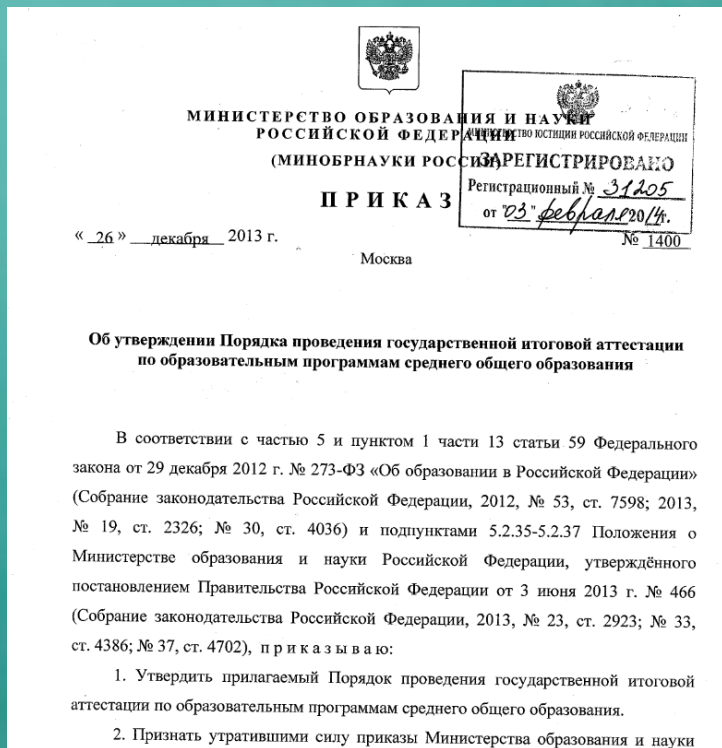 МИНИСТЕРСТВО ОБРАЗОВАНИЯ И НАУКИ
РОССИЙСКОЙ ФЕДЕРАЦИИ
(МИНОБРНАУКИ РОССИИ)
ПРИКАЗ
МИНИСТЕРСТВО ЮСТИЦИИ РОССИЙСКОЙ ФЕДЕРАЦИИ
ЗАРЕГИСТРИРОВАНО
Регистрационный № 31205
от "03" февраля 2014г.
« 26 » декабря 2013 г.
№ 1400
Москва
Об утверждении Порядка проведения государственной итоговой аттестации
по образовательным программам среднего общего образования
В соответствии с частью 5 и пунктом 1 части 13 статьи 59 Федерального
закона от 29 декабря 2012 г. № 273-ФЗ «Об образовании в Российской Федерации»
(Собрание законодательства Российской Федерации, 2012, № 53, ст. 7598; 2013,
№ 19, ст. 2326; № 30, ст. 4036) и подпунктами 5.2.35-5.2.37 Положения о
Министерстве образования и науки Российской Федерации, утверждённого
постановлением Правительства Российской Федерации от 3 июня 2013 г. № 466
(Собрание законодательства Российской Федерации, 2013, № 23, ст. 2923; № 33,
ст. 4386; № 37, ст. 4702), п р и к а з ы в а ю:
1. Утвердить прилагаемый Порядок проведения государственной итоговой
аттестации по образовательным программам среднего общего образования.
2. Признать утратившими силу приказы Министерства образования и науки